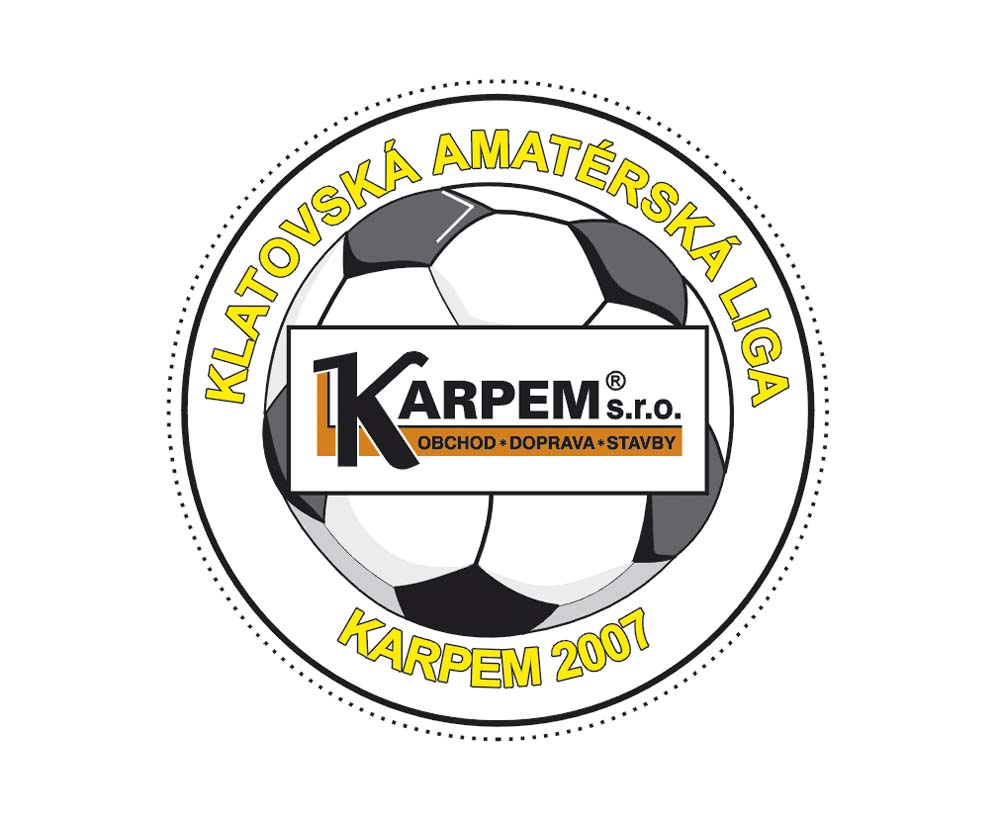 KLATOVSKÁ AMATÉRSKÁ LIGA
KARPEM®
s.r.o.
OBCHOD*DOPRAVA*STAVBY
KARPEM 2007